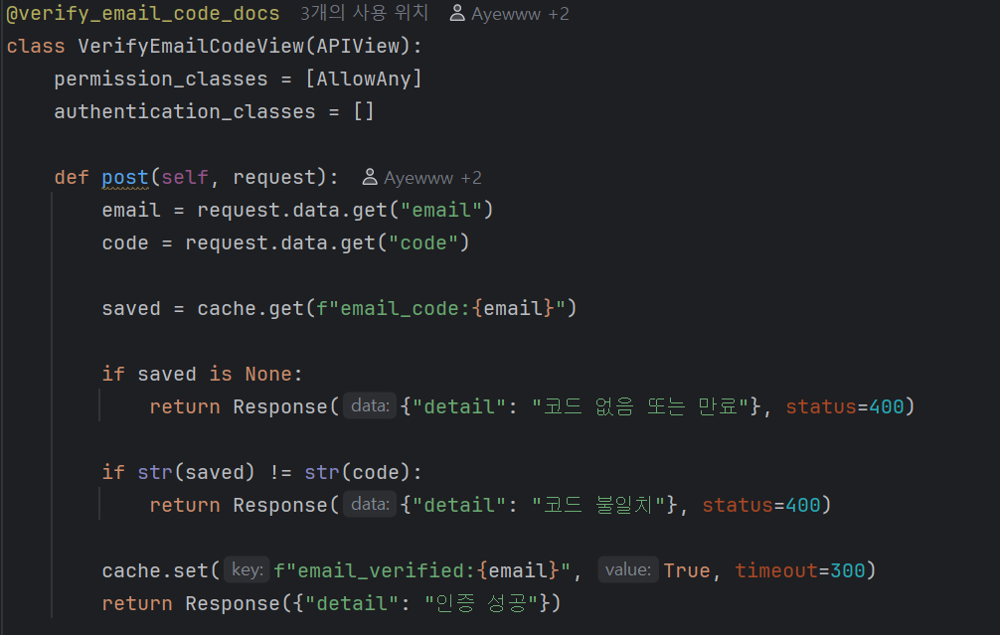 @verify_email_code_docs 3개의 사용 위치 Ayewww +2
class VerifyEmailCodeView(APIView):
    permission_classes = [AllowAny]
    authentication_classes = []
    def post(self, request): Ayewww +2
        email = request.data.get("email")
        code = request.data.get("code")
        saved = cache.get(f"email_code:{email}")
        if saved is None:
            return Response( data: {"detail": "코드 없음 또는 만료"}, status=400)
        if str(saved) != str(code):
            return Response( data: {"detail": "코드 불일치"}, status=400)
        cache.set( key: f"email_verified:{email}", value: True, timeout=300)
        return Response({"detail": "인증 성공"})